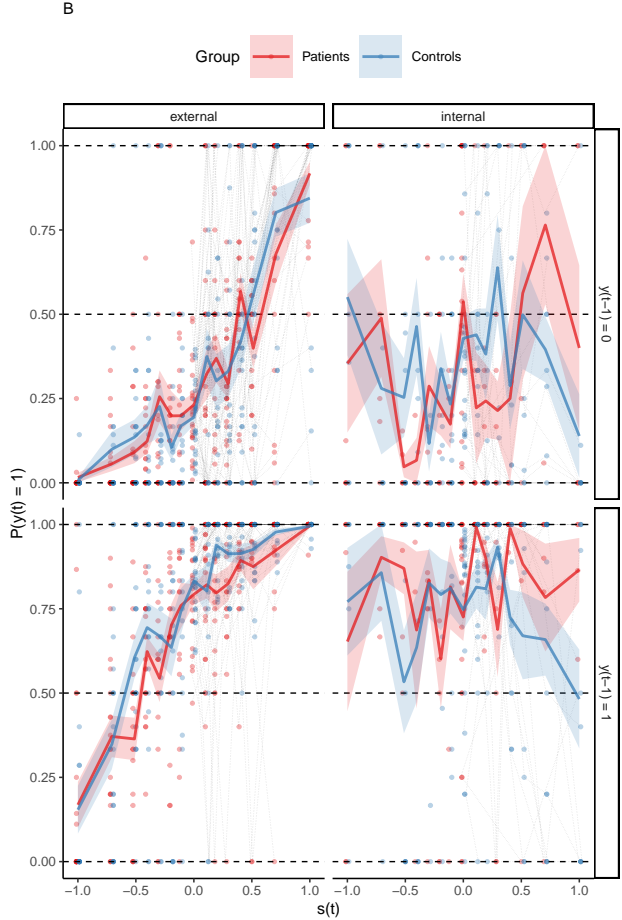 B
Group Patients Controls
external internal
1.00
0.75
0.50
0.25
0.00
y(t−1) = 0
P(y(t) = 1)
1.00
0.75
0.50
0.25
0.00
y(t−1) = 1
−1.0 −0.5 0.0 0.5 1.0 −1.0 −0.5 0.0 0.5 1.0
s(t)